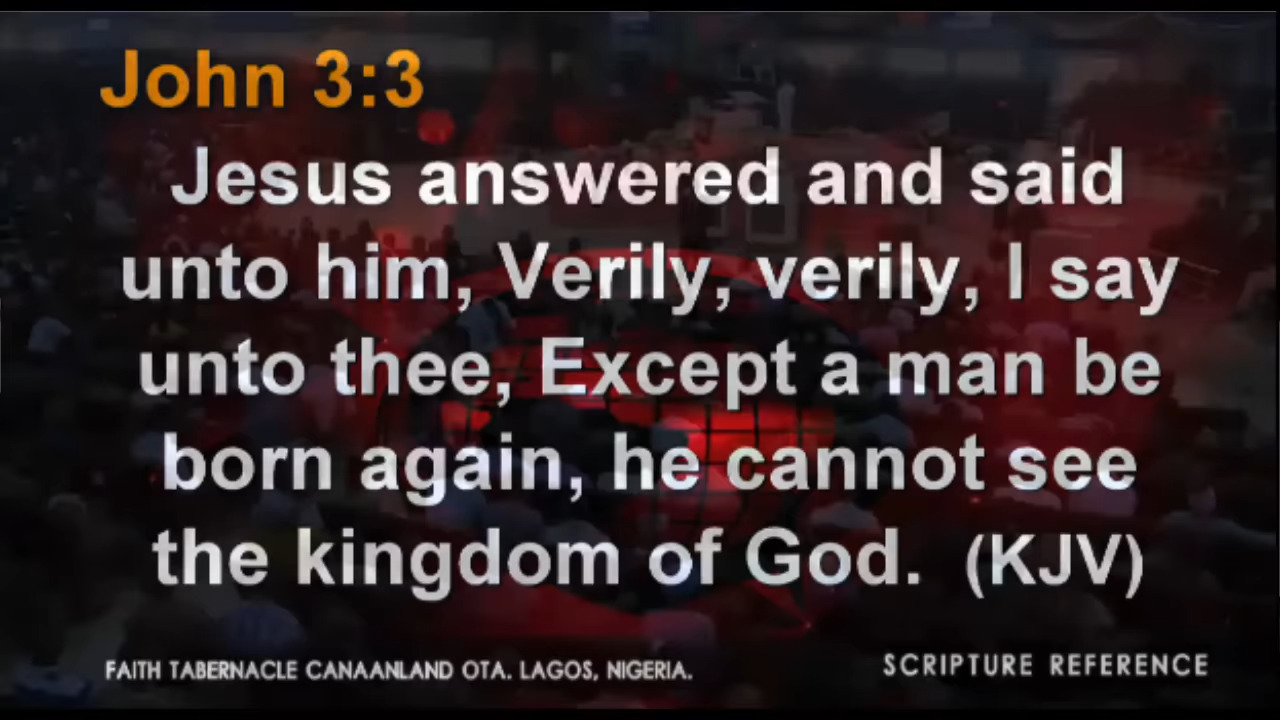 John 3:3
Jesus answered and said
unto him, Verily, verily, I say
unto thee, Except a man be
born again, he cannot see
the kingdom of God.  (KJV)
FAITH TABERNACLE CANAANLAND OTA. LAGOS, NIGERIA.
SCRIPTURE REFERENCE